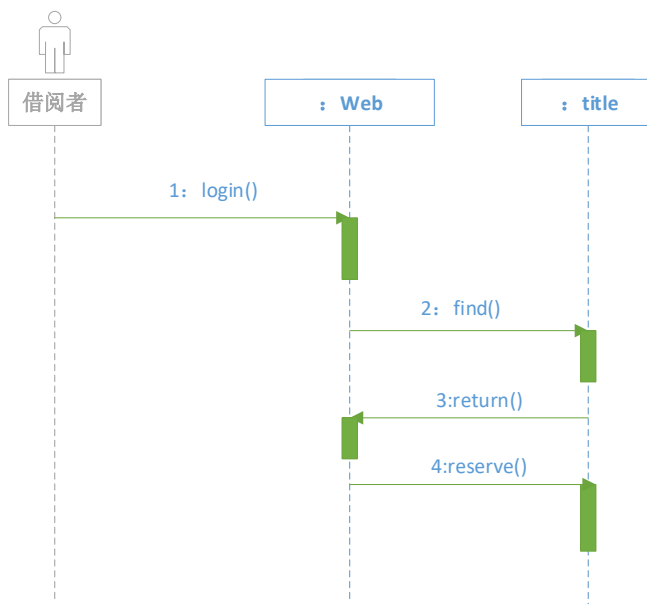 借阅者
：Web
：title
1：login()
2：find()
3:return()
4:reserve()